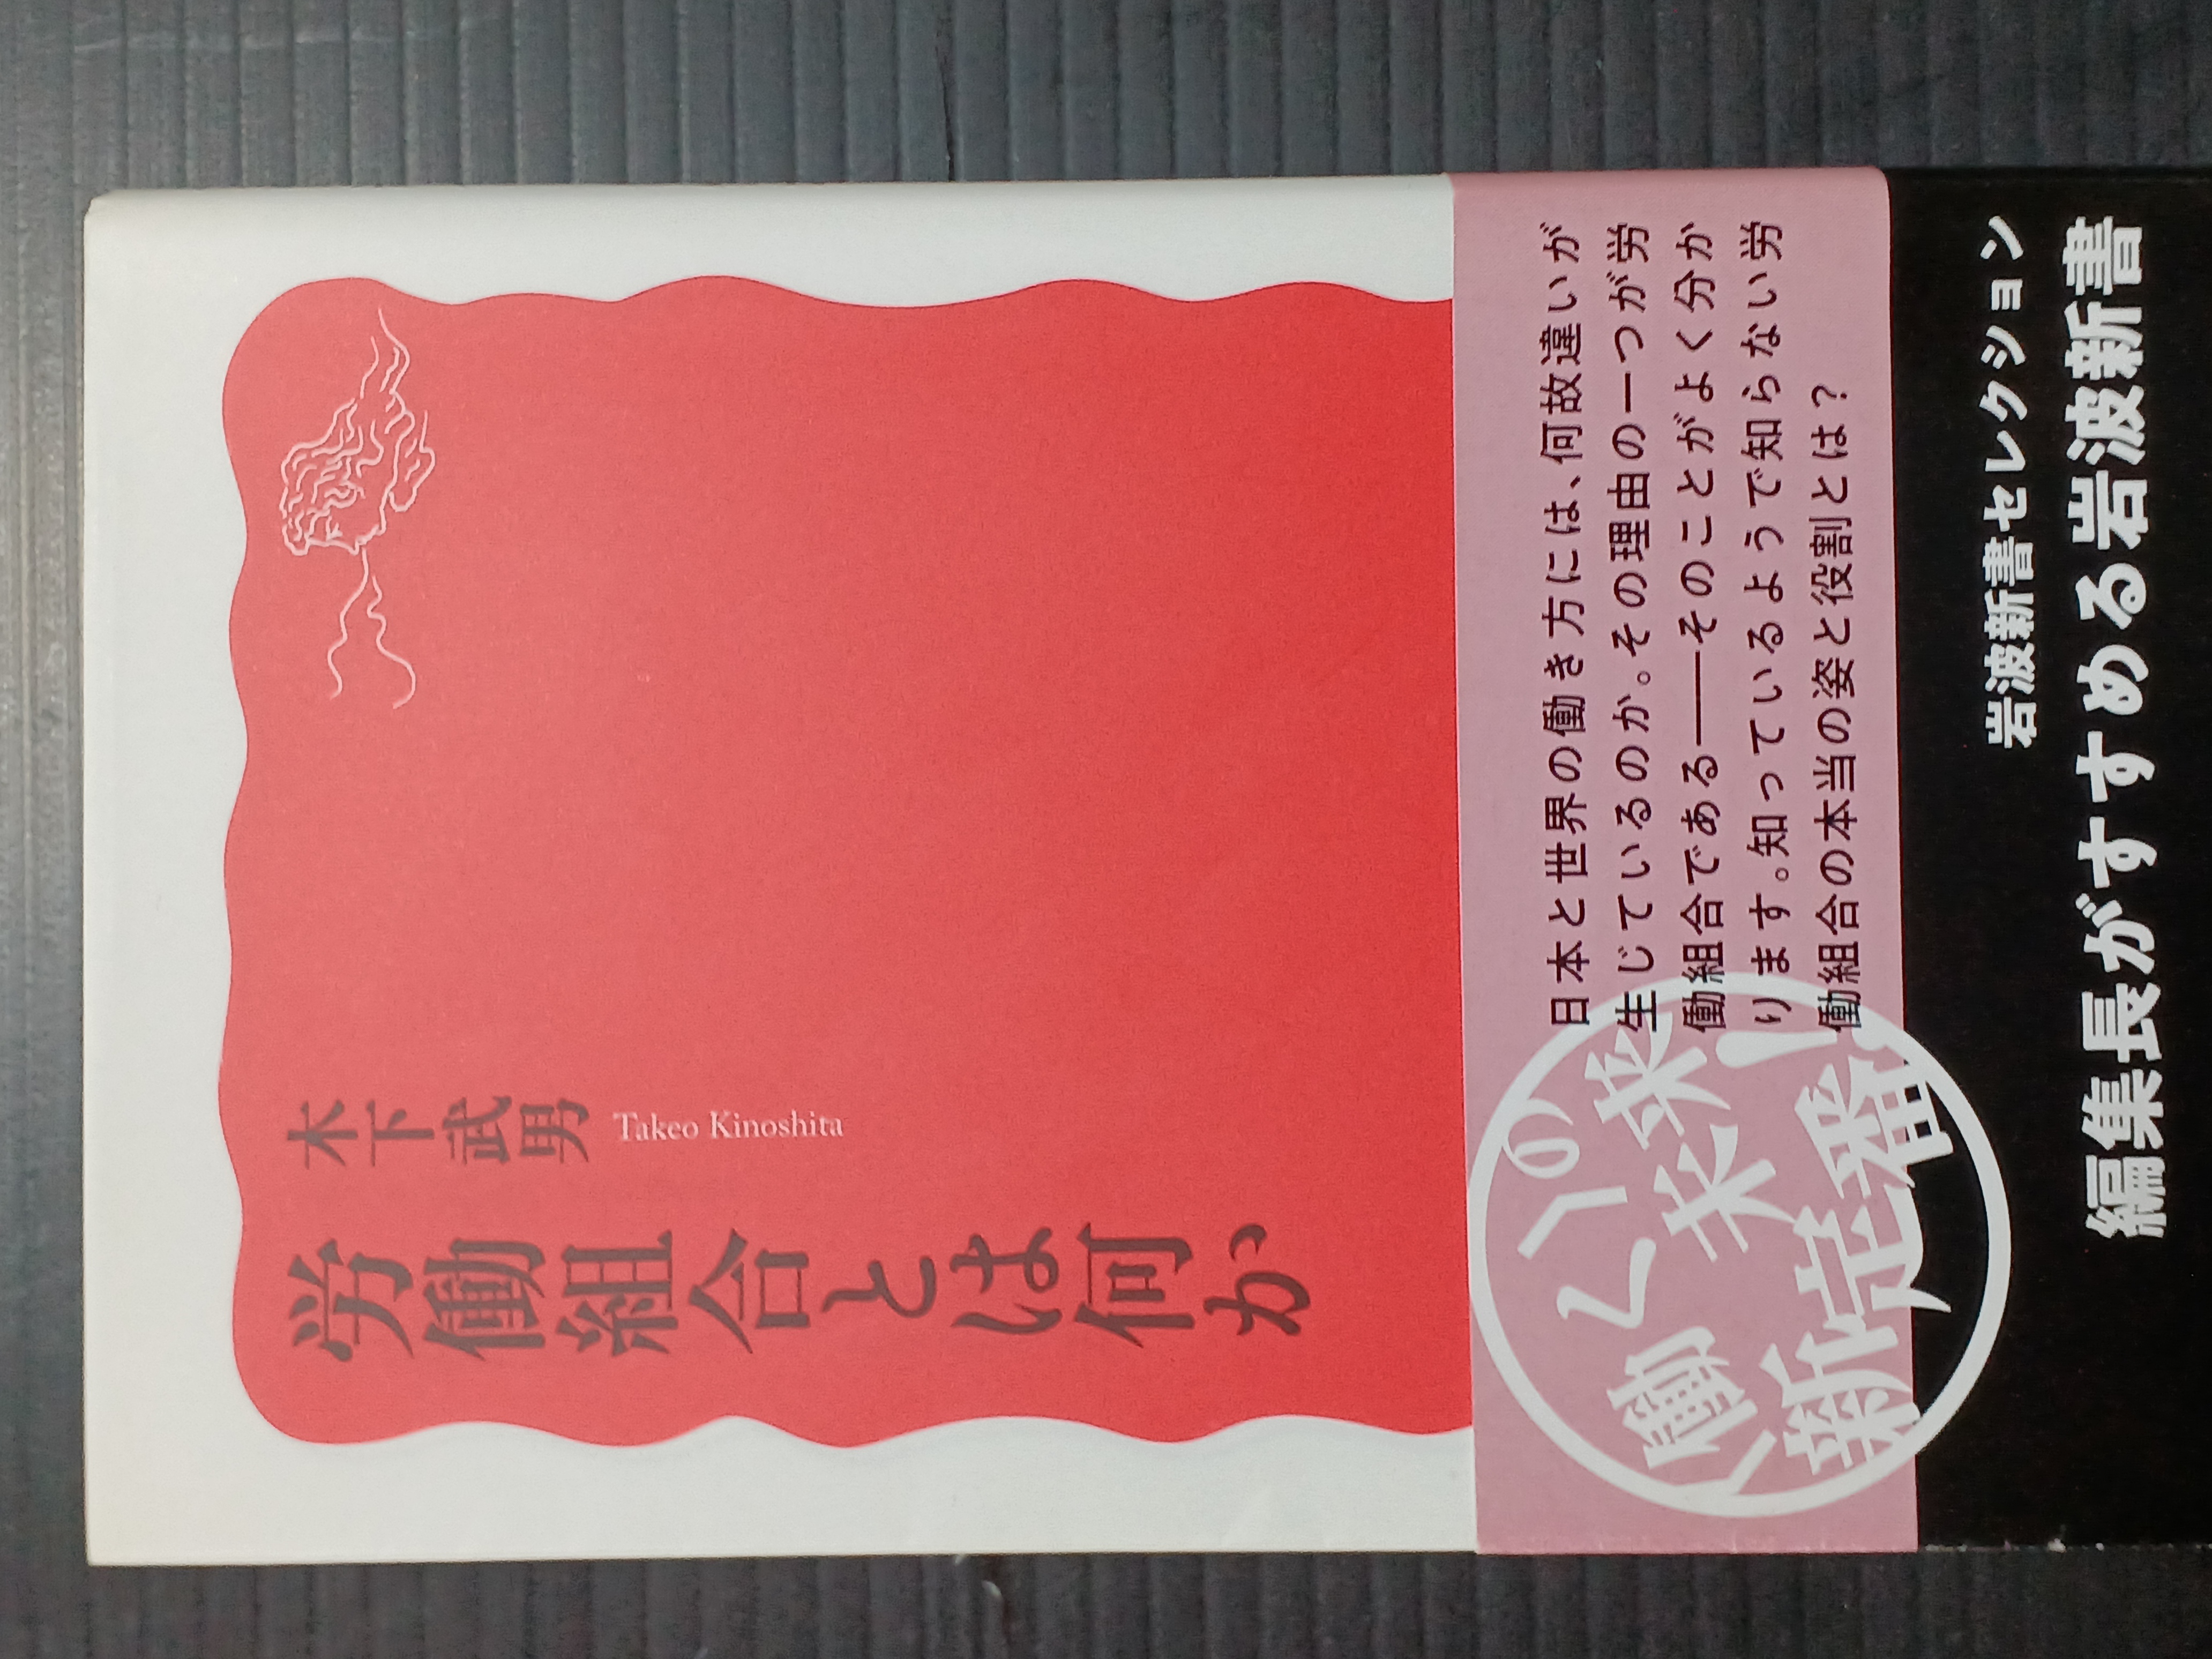 労働組合とは何か
木下武男
Takeo Kinoshita
日本と世界の働き方には、何故違いが
生じているのか。その理由の一つが労
働組合である──そのことがよく分か
ります。知っているようで知らない労
働組合の本当の姿と役割とは？
〈働く〉の
未来！
新定番
岩波新書セレクション
編集長がすすめる岩波新書